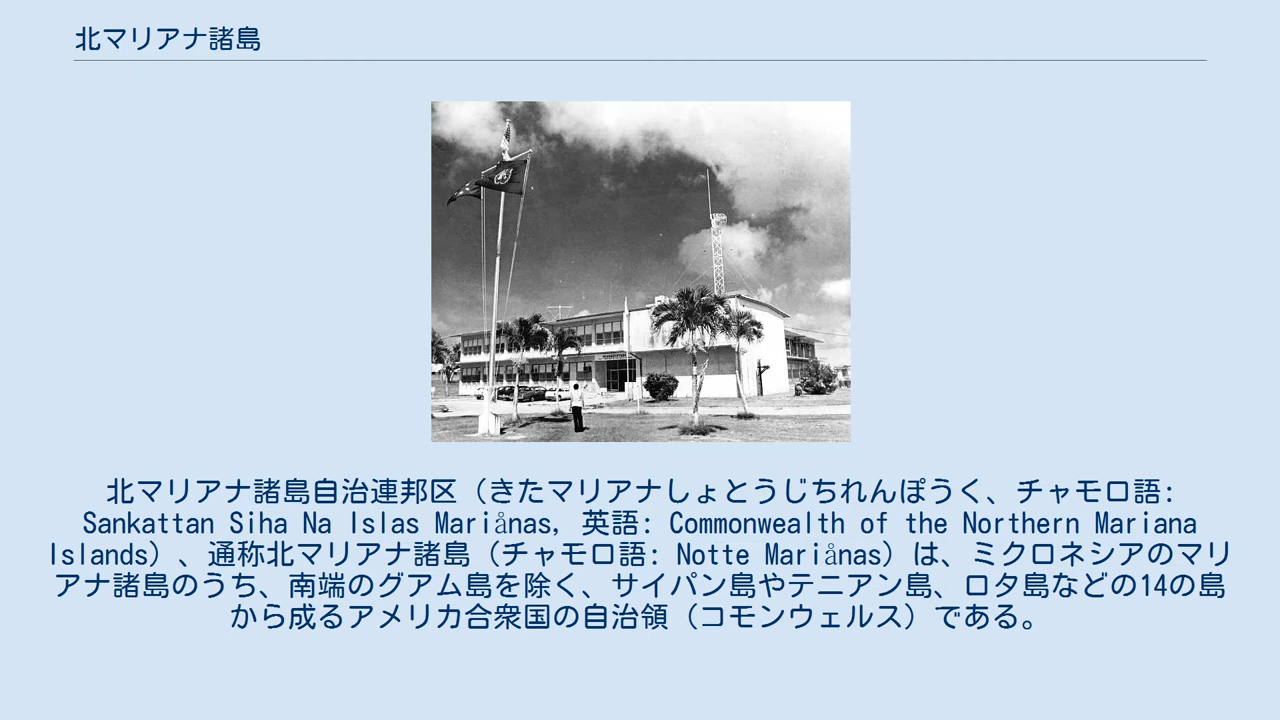 北マリアナ諸島
北マリアナ諸島自治連邦区（きたマリアナしょとうじちれんぽうく、チャモロ語:
Sankattan Siha Na Islas Mariånas, 英語: Commonwealth of the Northern Mariana
Islands）、通称北マリアナ諸島（チャモロ語: Notte Mariånas）は、ミクロネシアのマリ
アナ諸島のうち、南端のグアム島を除く、サイパン島やテニアン島、ロタ島などの14の島
から成るアメリカ合衆国の自治領（コモンウェルス）である。